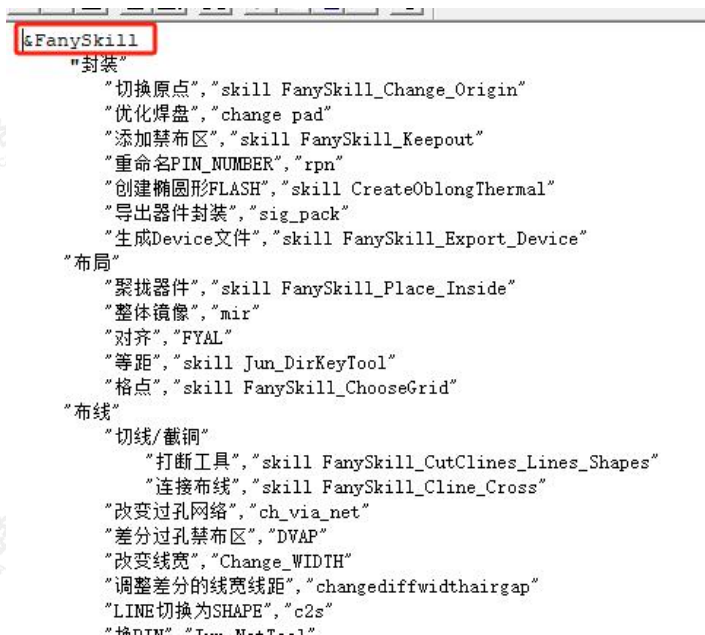 &FanySkill
"封装"
"切换原点","skill FanySkill_Change_Origin"
"优化焊盘","change pad"
"添加禁布区","skill FanySkill_Keepout"
"重命名PIN_NUMBER","rpn"
"创建椭圆形FLASH","skill CreateOblongThermal"
"导出器件封装","sig_pack"
"生成Device文件","skill FanySkill_Export_Device"
"布局"
"聚拢器件","skill FanySkill_Place_Inside"
"整体镜像","mir"
"对齐","FYAL"
"等距","skill Jun_DirKeyTool"
"格点","skill FanySkill_ChooseGrid"
"布线"
"切线/截铜"
"打断工具","skill FanySkill_CutClines_Lines_Shapes"
"连接布线","skill FanySkill_Cline_Cross"
"改变过孔网络","ch_via_net"
"差分过孔禁布区","DVAP"
"改变线宽","Change_WIDTH"
"调整差分的线宽线距","changediffwidthairgap"
"LINE切换为SHAPE","c2s"
"换PIN","Jun_NetTool"